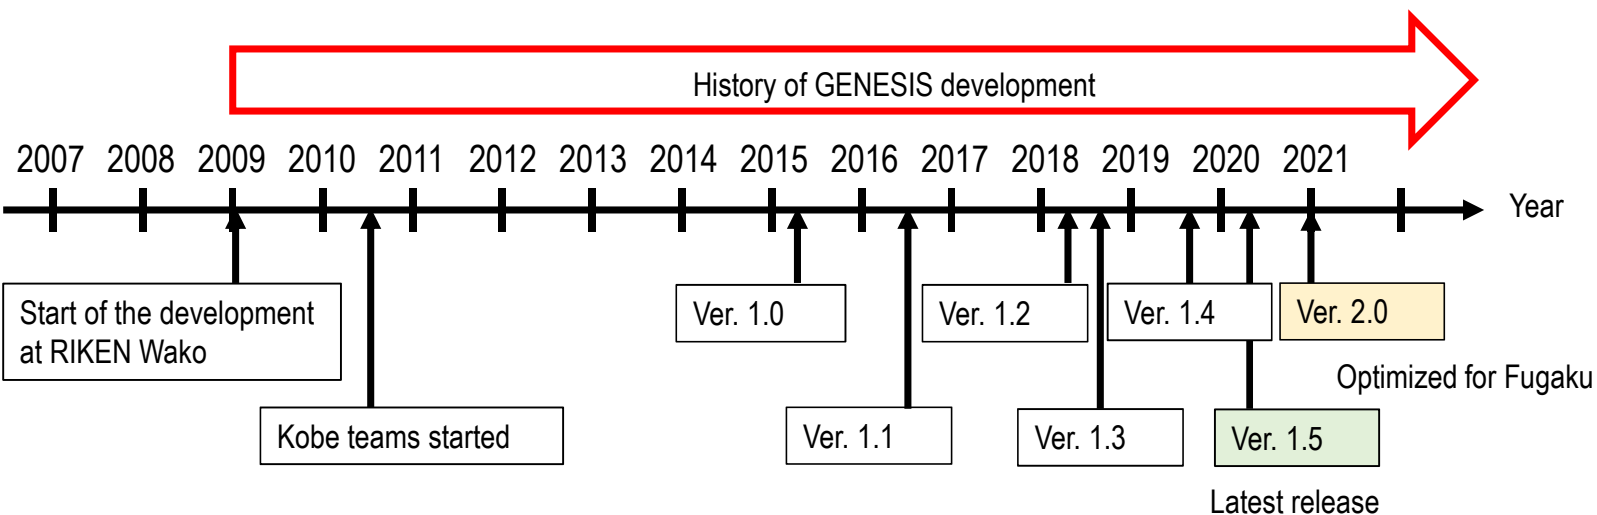 History of GENESIS development
2007 2008 2009 2010 2011 2012 2013 2014 2015 2016 2017 2018 2019 2020 2021
Year
Start of the development
at RIKEN Wako
Ver. 1.0
Ver. 1.2
Ver. 1.4
Ver. 2.0
Optimized for Fugaku
Kobe teams started
Ver. 1.1
Ver. 1.3
Ver. 1.5
Latest release